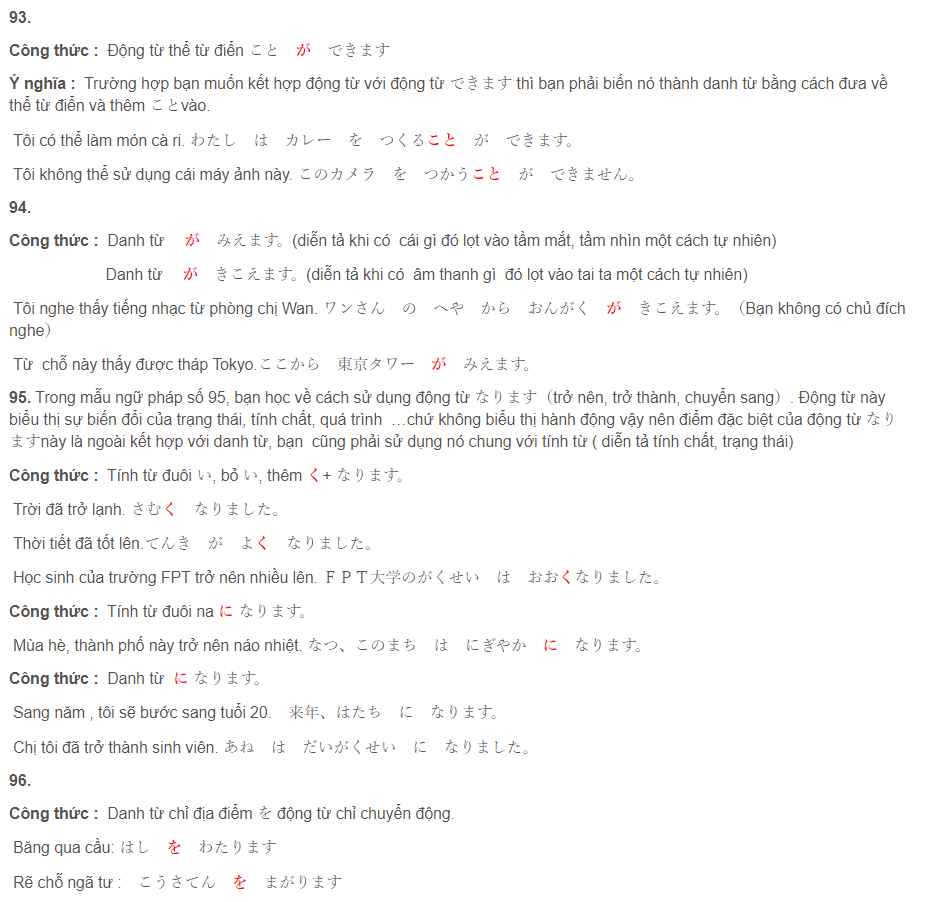 93.
Công thức :  Động từ thể từ điển こと　が　できます
Ý nghĩa :  Trường hợp bạn muốn kết hợp động từ với động từ できます thì bạn phải biến nó thành danh từ bằng cách đưa về
thể từ điển và thêm ことvào.
Tôi có thể làm món cà ri. わたし　は　カレー　を　つくること　が　できます。
Tôi không thể sử dụng cái máy ảnh này. このカメラ　を　つかうこと　が　できません。
94.
Công thức :  Danh từ　が　みえます。(diễn tả khi có  cái gì đó lọt vào tầm mắt, tầm nhìn một cách tự nhiên)
Danh từ　が　きこえます。(diễn tả khi có  âm thanh gì  đó lọt vào tai ta một cách tự nhiên)
Tôi nghe thấy tiếng nhạc từ phòng chị Wan. ワンさん　の　へや　から　おんがく　が　きこえます。（Bạn không có chủ đích
nghe）
Từ  chỗ này thấy được tháp Tokyo.ここから　東京タワー　が　みえます。
95. Trong mẫu ngữ pháp số 95, bạn học về cách sử dụng động từ なります（trở nên, trở thành, chuyển sang）. Động từ này
biểu thị sự biến đổi của trạng thái, tính chất, quá trình  …chứ không biểu thị hành động vậy nên điểm đặc biệt của động từ なり
ますnày là ngoài kết hợp với danh từ, bạn  cũng phải sử dụng nó chung với tính từ ( diễn tả tính chất, trạng thái)
Công thức :  Tính từ đuôi い, bỏ い, thêm く+ なります。
Trời đã trở lạnh. さむく　なりました。
Thời tiết đã tốt lên.てんき　が　よく　なりました。
Học sinh của trường FPT trở nên nhiều lên. ＦＰＴ大学のがくせい　は　おおくなりました。
Công thức :  Tính từ đuôi na に なります。
Mùa hè, thành phố này trở nên náo nhiệt. なつ、このまち　は　にぎやか　に　なります。
Công thức :  Danh từ  に なります。
Sang năm , tôi sẽ bước sang tuổi 20.　来年、はたち　に　なります。
Chị tôi đã trở thành sinh viên. あね　は　だいがくせい　に　なりました。
96.
Công thức :  Danh từ chỉ địa điểm を động từ chỉ chuyển động.
Băng qua cầu: はし　を　わたります
Rẽ chỗ ngã tư :　こうさてん　を　まがります